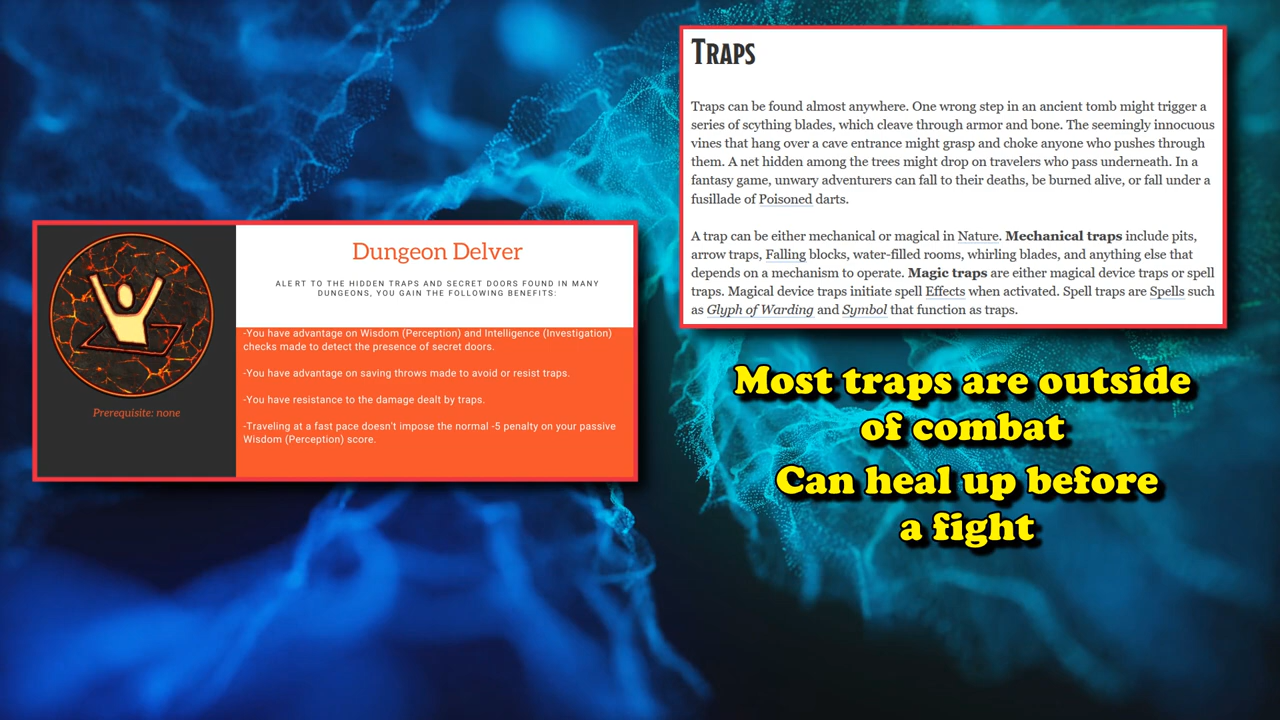 Dungeon Delver
ALERT TO THE HIDDEN TRAPS AND SECRET DOORS FOUND IN MANY
DUNGEONS, YOU GAIN THE FOLLOWING BENEFITS:
-You have advantage on Wisdom (Perception) and Intelligence (Investigation)
checks made to detect the presence of secret doors.
-You have advantage on saving throws made to avoid or resist traps.
-You have resistance to the damage dealt by traps.
-Traveling at a fast pace doesn't impose the normal -5 penalty on your passive
Wisdom (Perception) score.
Prerequisite: none
TRAPS
Traps can be found almost anywhere. One wrong step in an ancient tomb might trigger a
series of scything blades, which cleave through armor and bone. The seemingly innocuous
vines that hang over a cave entrance might grasp and choke anyone who pushes through
them. A net hidden among the trees might drop on travelers who pass underneath. In a
fantasy game, unwary adventurers can fall to their deaths, be burned alive, or fall under a
fusillade of Poisoned darts.
A trap can be either mechanical or magical in Nature. Mechanical traps include pits,
arrow traps, Falling blocks, water-filled rooms, whirling blades, and anything else that
depends on a mechanism to operate. Magic traps are either magical device traps or spell
traps. Magical device traps initiate spell Effects when activated. Spell traps are Spells such
as Glyph of Warding and Symbol that function as traps.
Most traps are outside
of combat
Can heal up before
a fight